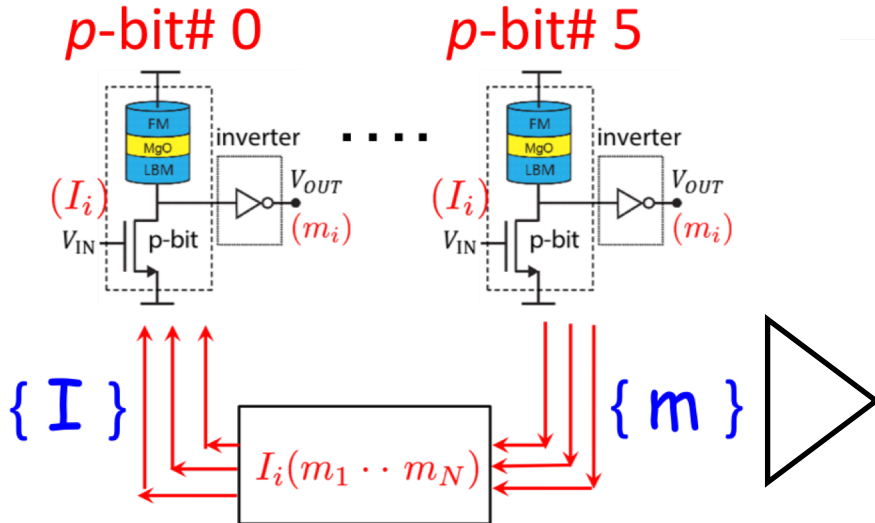 p-bit# 0
p-bit# 5
FM
MgO
LBM
inverter
V_OUT
(I_i)
(m_i)
V_IN
p-bit
. . . .
FM
MgO
LBM
inverter
V_OUT
(I_i)
(m_i)
V_IN
p-bit
{ I }
{ m }
I_i(m_1 · · m_N)